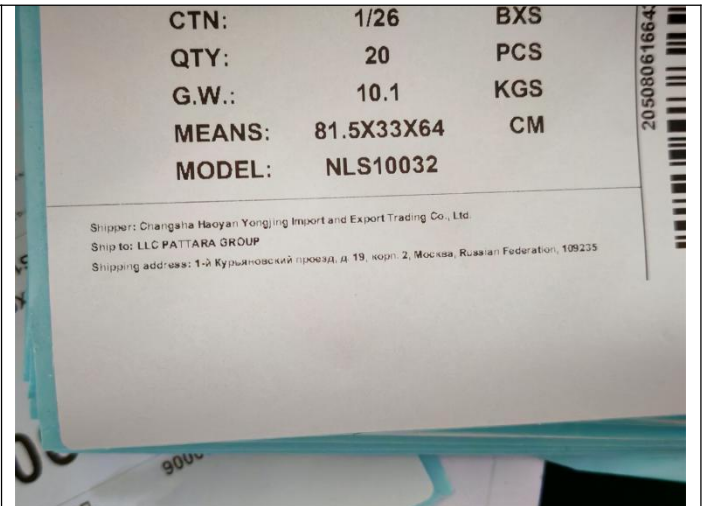 CTN: 1/26 BXS
QTY: 20 PCS
G.W.: 10.1 KGS
MEANS: 81.5X33X64 CM
MODEL: NLS10032
Shipper: Changsha Haoyan Yongjing Import and Export Trading Co., Ltd.
Ship to: LLC PATTARA GROUP
Shipping address: 1-й Курьяновский проезд, д. 19, корп. 2, Москва, Russian Federation, 109235
205080616643